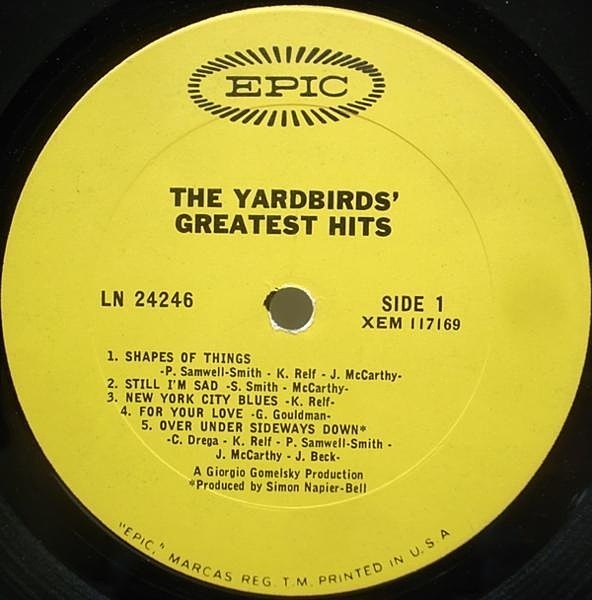 EPIC
THE YARDBIRDS'
GREATEST HITS
LN 24246
SIDE 1
XEM 117169
1. SHAPES OF THINGS
-P. Samwell-Smith - K. Relf - J. McCarthy-
2. STILL I'M SAD -S. Smith - McCarthy-
3. NEW YORK CITY BLUES -K. Relf-
4. FOR YOUR LOVE -G. Gouldman-
5. OVER UNDER SIDEWAYS DOWN*
-C. Drega - K. Relf - P. Samwell-Smith -
J. McCarthy - J. Beck-
A Giorgio Gomelsky Production
*Produced by Simon Napier-Bell
"EPIC," MARCAS REG. T.M. PRINTED IN U.S.A